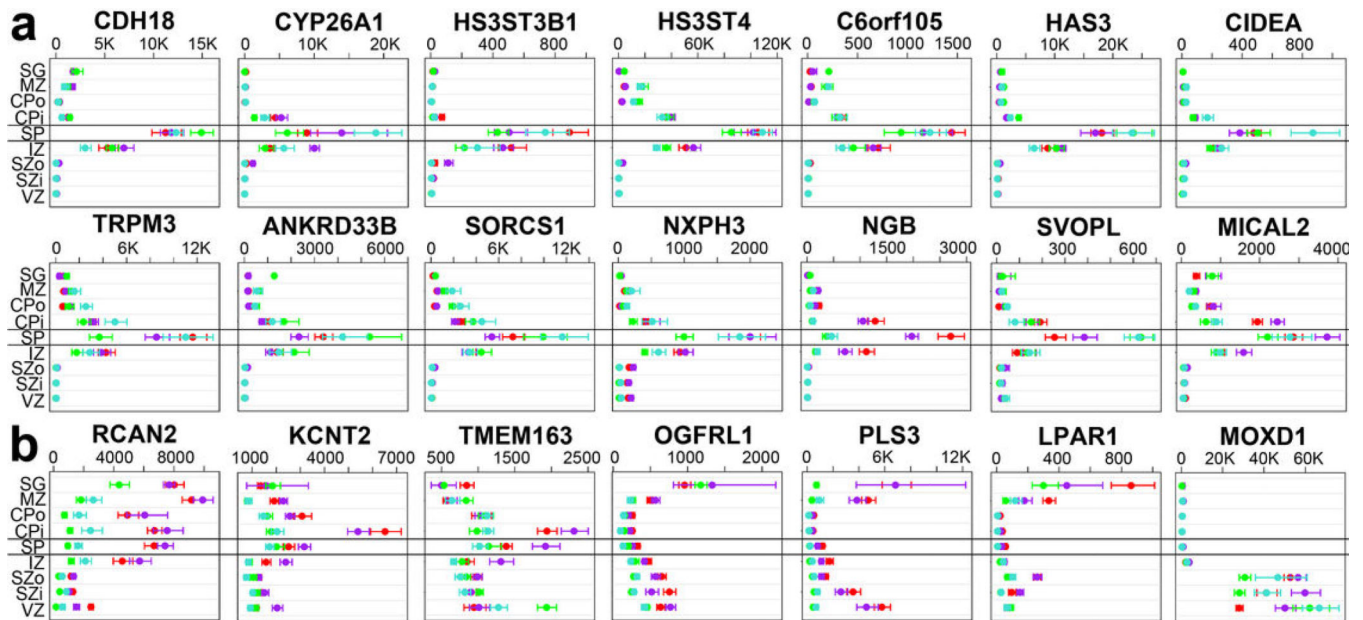 a
CDH18 CYP26A1 HS3ST3B1 HS3ST4 C6orf105 HAS3 CIDEA
0 5K 15K 0 10K 20K 0 400 800 0 60K 120K 0 500 1500 0 10K 20K 0 400 800
SG
MZ
CPo
CPi
SP
IZ
SZo
SZi
VZ
TRPM3 ANKRD33B SORCS1 NXPH3 NGB SVOPL MICAL2
0 6K 12K 0 3000 6000 0 6K 12K 0 1000 2000 0 1500 3000 0 300 600 0 2000 4000
SG
MZ
CPo
CPi
SP
IZ
SZo
SZi
VZ
b
RCAN2 KCNT2 TMEM163 OGFRL1 PLS3 LPAR1 MOXD1
0 4000 8000 1000 4000 7000 500 1500 2500 0 1000 2000 0 6K 12K 0 400 800 0 20K 60K
SG
MZ
CPo
CPi
SP
IZ
SZo
SZi
VZ